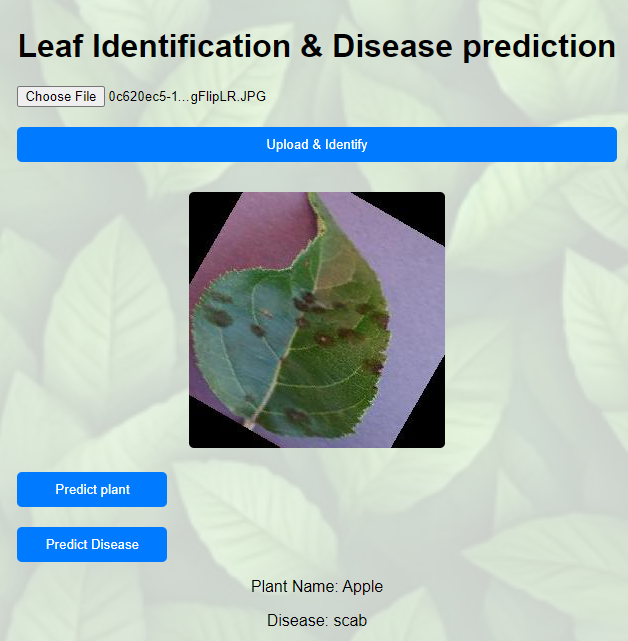 Leaf Identification & Disease prediction
Choose File 0c620ec5-1...gFlipLR.JPG
Upload & Identify
Predict plant
Predict Disease
Plant Name: Apple
Disease: scab